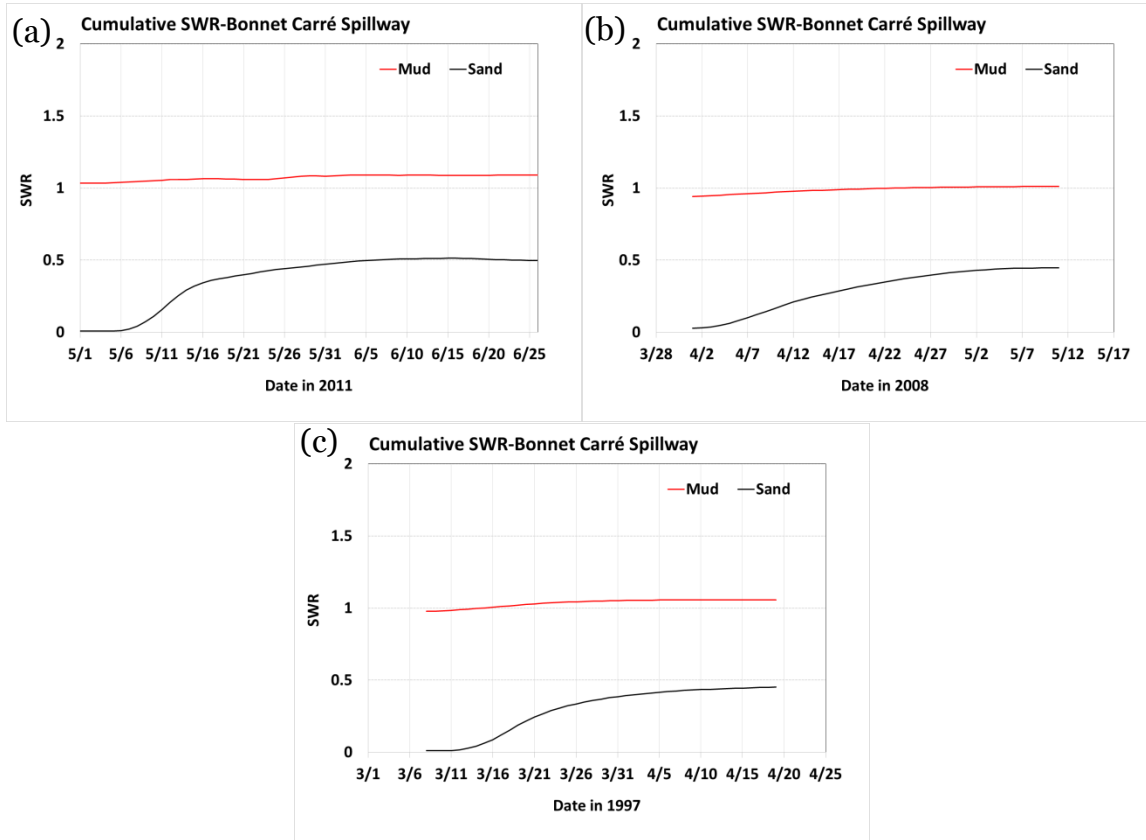 (a)
Cumulative SWR-Bonnet Carré Spillway
2
Mud Sand
1.5
1
0.5
0
SWR
5/1 5/6 5/11 5/16 5/21 5/26 5/31 6/5 6/10 6/15 6/20 6/25
Date in 2011
(b)
Cumulative SWR-Bonnet Carré Spillway
2
Mud Sand
1.5
1
0.5
0
SWR
3/28 4/2 4/7 4/12 4/17 4/22 4/27 5/2 5/7 5/12 5/17
Date in 2008
(c)
Cumulative SWR-Bonnet Carré Spillway
2
Mud Sand
1.5
1
0.5
0
SWR
3/1 3/6 3/11 3/16 3/21 3/26 3/31 4/5 4/10 4/15 4/20 4/25
Date in 1997